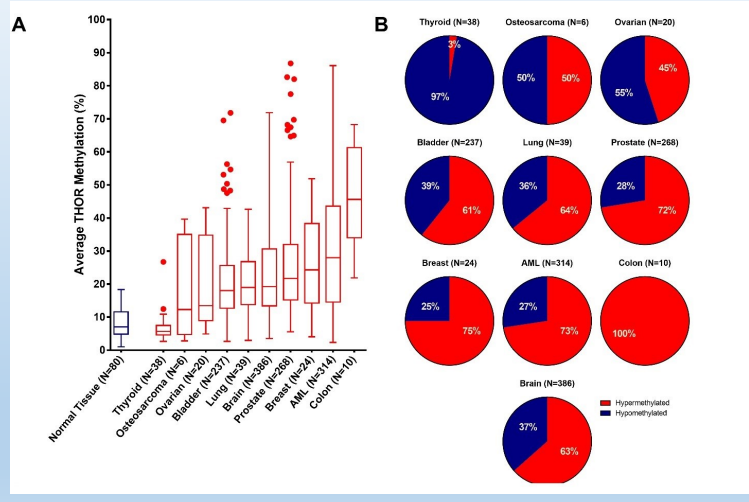 A
Average THOR Methylation (%)
100
90
80
70
60
50
40
30
20
10
0
Normal Tissue (N=80)
Thyroid (N=38)
Osteosarcoma (N=6)
Ovarian (N=20)
Bladder (N=237)
Lung (N=39)
Brain (N=386)
Prostate (N=268)
Breast (N=24)
AML (N=314)
Colon (N=10)
B
Thyroid (N=38) Osteosarcoma (N=6) Ovarian (N=20)
3%
97%
50% 50%
45%
55%
Bladder (N=237) Lung (N=39) Prostate (N=268)
39%
61%
36%
64%
28%
72%
Breast (N=24) AML (N=314) Colon (N=10)
25%
75%
27%
73%
100%
Brain (N=386)
37%
63%
Hypermethylated
Hypomethylated